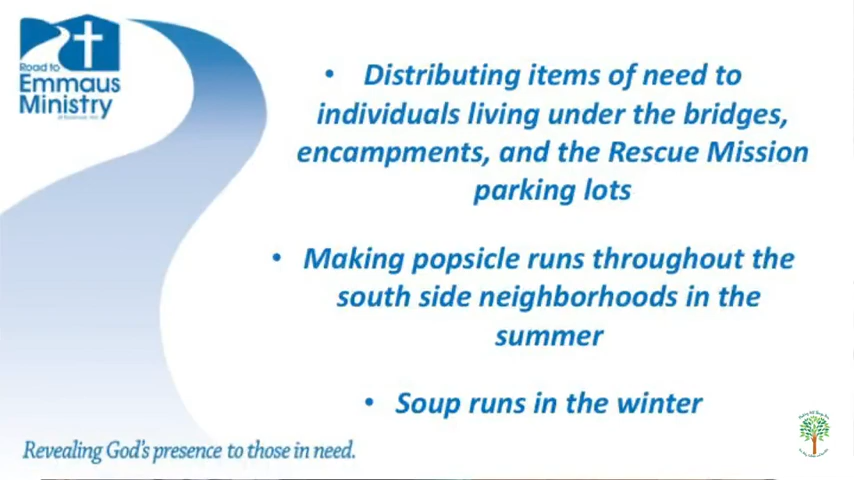 Road to
Emmaus
Ministry
• Distributing items of need to
individuals living under the bridges,
encampments, and the Rescue Mission
parking lots
• Making popsicle runs throughout the
south side neighborhoods in the
summer
• Soup runs in the winter
Revealing God's presence to those in need.